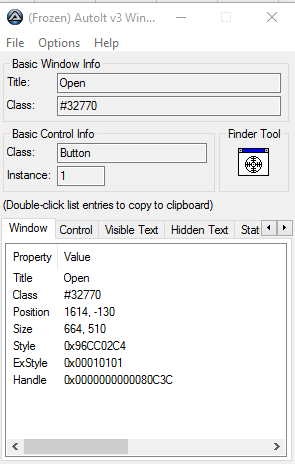 (Frozen) AutoIt v3 Win...
File Options Help
Basic Window Info
Title: Open
Class: #32770
Basic Control Info
Class: Button
Instance: 1
Finder Tool
(Double-click list entries to copy to clipboard)
Window Control Visible Text Hidden Text Stat
Property Value
Title Open
Class #32770
Position 1614, -130
Size 664, 510
Style 0x96CC02C4
ExStyle 0x00010101
Handle 0x0000000000080C3C